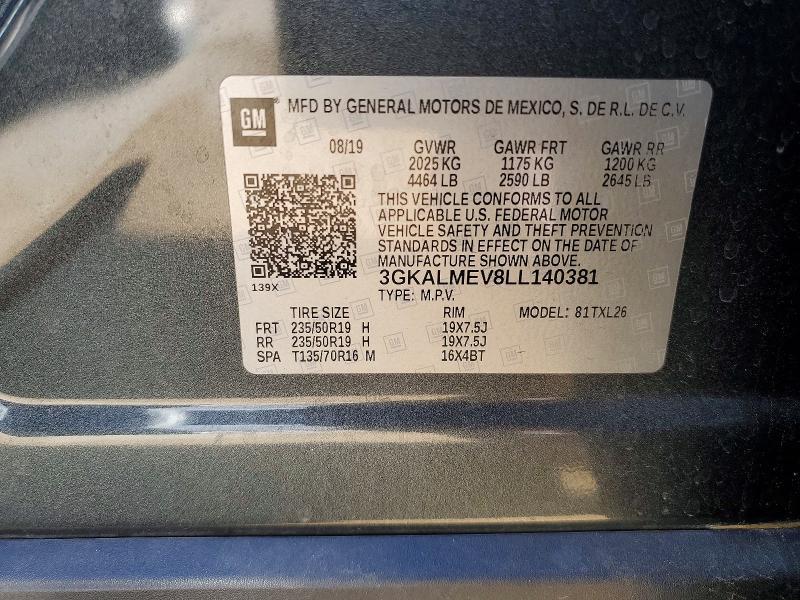 GM
MFD BY GENERAL MOTORS DE MEXICO, S. DE R.L. DE C.V.
08/19 GVWR GAWR FRT GAWR RR
2025 KG 1175 KG 1200 KG
4464 LB 2590 LB 2645 LB
THIS VEHICLE CONFORMS TO ALL
APPLICABLE U.S. FEDERAL MOTOR
VEHICLE SAFETY AND THEFT PREVENTION
STANDARDS IN EFFECT ON THE DATE OF
MANUFACTURE SHOWN ABOVE.
139X
3GKALMEV8LL140381
TYPE: M.P.V.
TIRE SIZE RIM MODEL: 81TXL26
FRT 235/50R19 H 19X7.5J
RR 235/50R19 H 19X7.5J
SPA T135/70R16 M 16X4BT